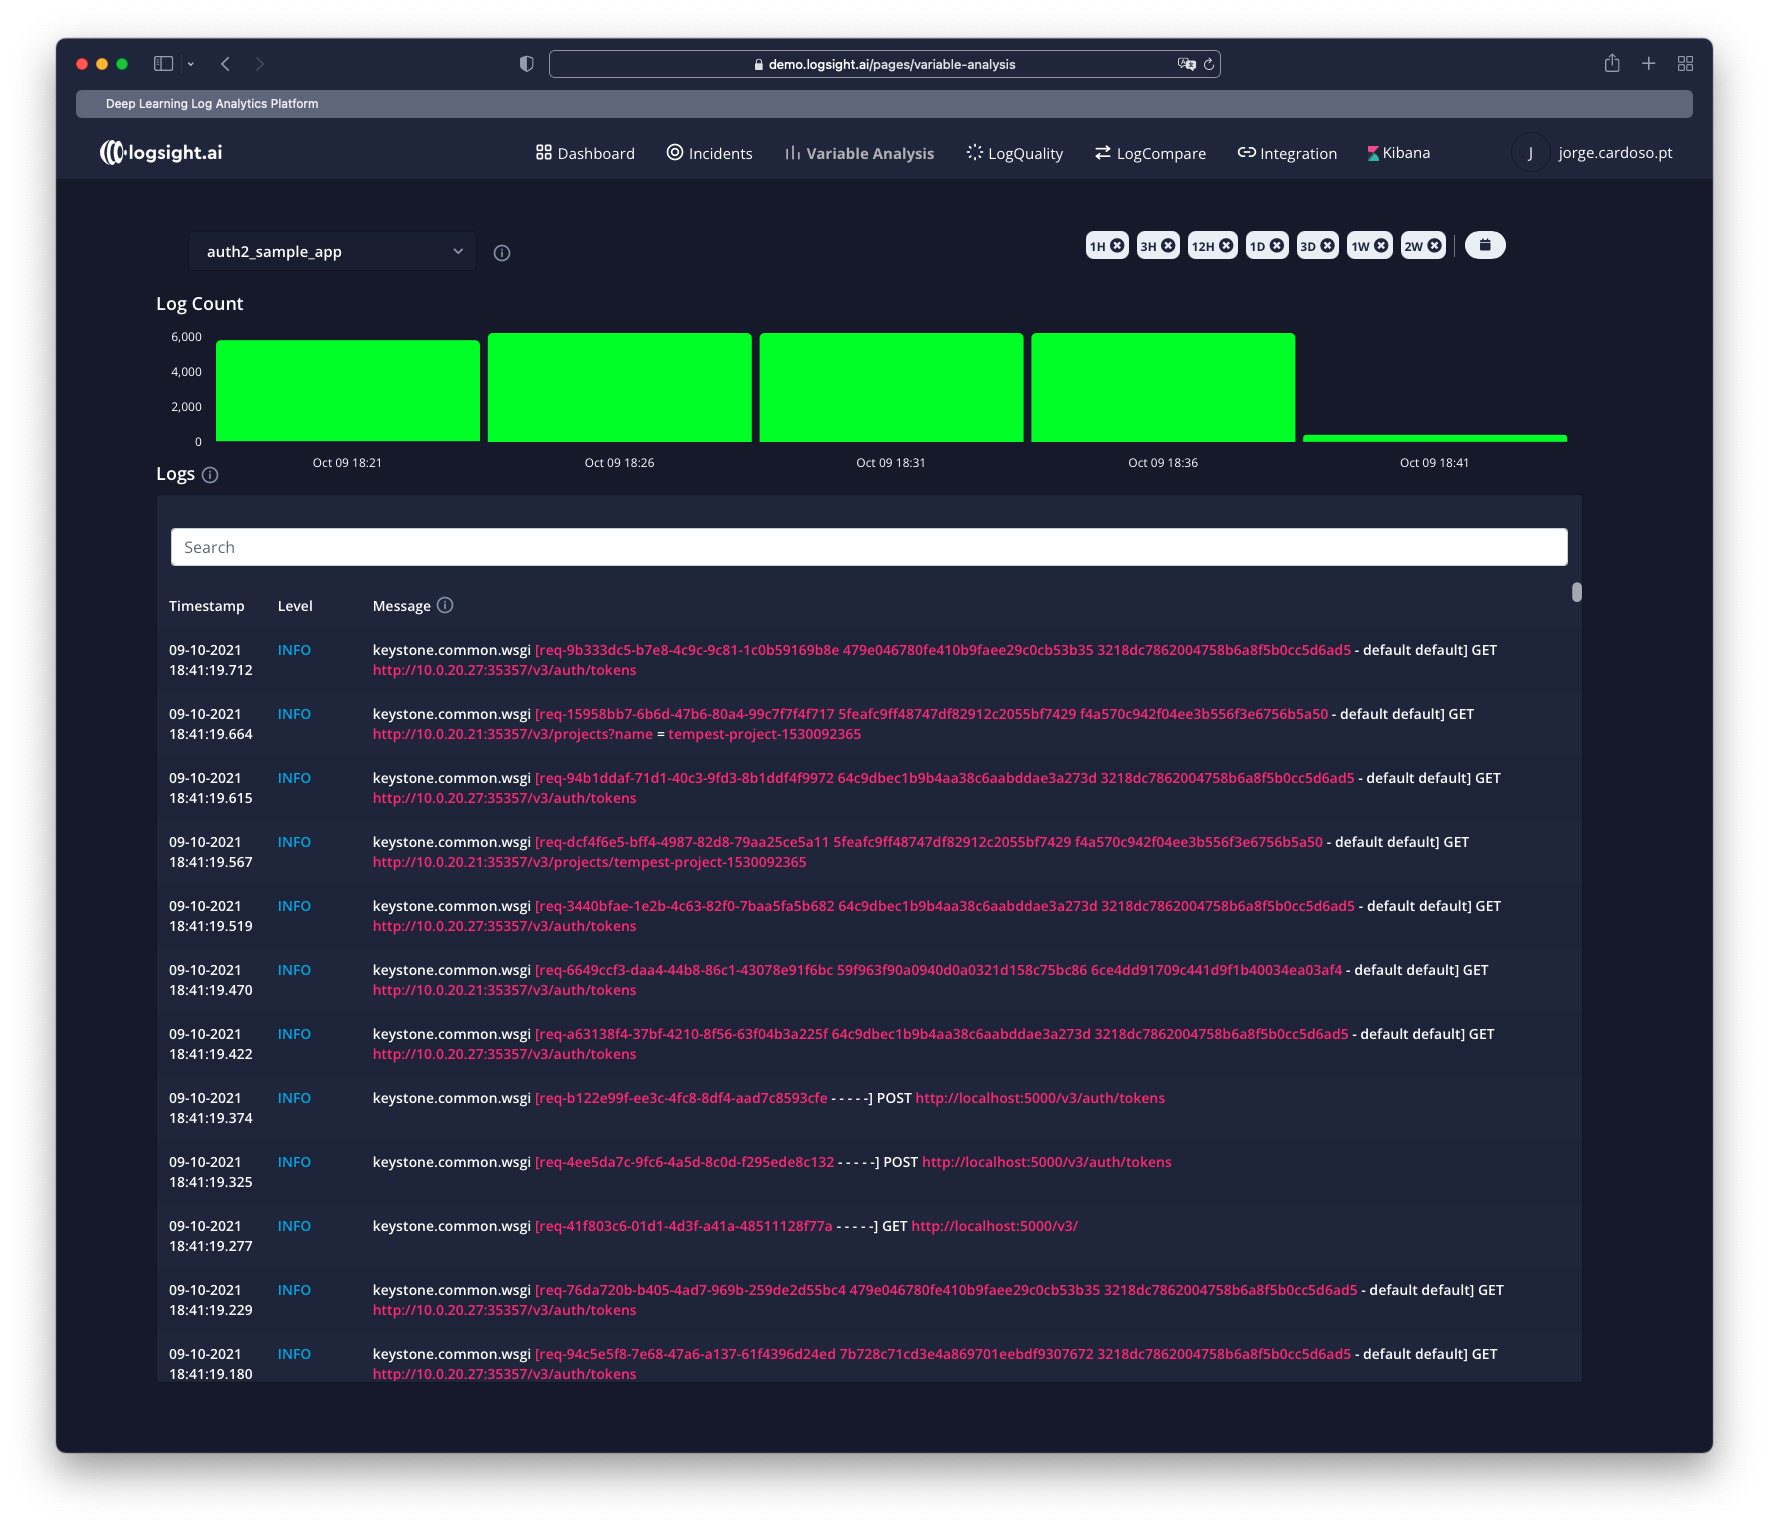 demo.logsight.ai/pages/variable-analysis
Deep Learning Log Analytics Platform
logsight.ai
Dashboard
Incidents
Variable Analysis
LogQuality
LogCompare
Integration
Kibana
J
jorge.cardoso.pt
auth2_sample_app
1H
3H
12H
1D
3D
1W
2W
Log Count
6,000
4,000
2,000
0
Oct 09 18:21
Oct 09 18:26
Oct 09 18:31
Oct 09 18:36
Oct 09 18:41
Logs
Search
Timestamp Level Message
09-10-2021 INFO keystone.common.wsgi [req-9b333dc5-b7e8-4c9c-9c81-1c0b59169b8e 479e046780fe410b9faee29c0cb53b35 3218dc7862004758b6a8f5b0cc5d6ad5 - default default] GET
18:41:19.712 http://10.0.20.27:35357/v3/auth/tokens
09-10-2021 INFO keystone.common.wsgi [req-15958bb7-6b6d-47b6-80a4-99c7f7f4f717 5feafc9ff48747df82912c2055bf7429 f4a570c942f04ee3b556f3e6756b5a50 - default default] GET
18:41:19.664 http://10.0.20.21:35357/v3/projects?name = tempest-project-1530092365
09-10-2021 INFO keystone.common.wsgi [req-94b1ddaf-71d1-40c3-9fd3-8b1ddf4f9972 64c9dbec1b9b4aa38c6aabddae3a273d 3218dc7862004758b6a8f5b0cc5d6ad5 - default default] GET
18:41:19.615 http://10.0.20.27:35357/v3/auth/tokens
09-10-2021 INFO keystone.common.wsgi [req-dcf4f6e5-bff4-4987-82d8-79aa25ce5a11 5feafc9ff48747df82912c2055bf7429 f4a570c942f04ee3b556f3e6756b5a50 - default default] GET
18:41:19.567 http://10.0.20.21:35357/v3/projects/tempest-project-1530092365
09-10-2021 INFO keystone.common.wsgi [req-3440bfae-1e2b-4c63-82f0-7baa5fa5b682 64c9dbec1b9b4aa38c6aabddae3a273d 3218dc7862004758b6a8f5b0cc5d6ad5 - default default] GET
18:41:19.519 http://10.0.20.27:35357/v3/auth/tokens
09-10-2021 INFO keystone.common.wsgi [req-6649ccf3-daa4-44b8-86c1-43078e91f6bc 59f963f90a0940d0a0321d158c75bc86 6ce4dd91709c441d9f1b40034ea03af4 - default default] GET
18:41:19.470 http://10.0.20.21:35357/v3/auth/tokens
09-10-2021 INFO keystone.common.wsgi [req-a63138f4-37bf-4210-8f56-63f04b3a225f 64c9dbec1b9b4aa38c6aabddae3a273d 3218dc7862004758b6a8f5b0cc5d6ad5 - default default] GET
18:41:19.422 http://10.0.20.27:35357/v3/auth/tokens
09-10-2021 INFO keystone.common.wsgi [req-b122e99f-ee3c-4fc8-8df4-aad7c8593cfe - - - - -] POST http://localhost:5000/v3/auth/tokens
18:41:19.374
09-10-2021 INFO keystone.common.wsgi [req-4ee5da7c-9fc6-4a5d-8c0d-f295ede8c132 - - - - -] POST http://localhost:5000/v3/auth/tokens
18:41:19.325
09-10-2021 INFO keystone.common.wsgi [req-41f803c6-01d1-4d3f-a41a-48511128f77a - - - - -] GET http://localhost:5000/v3/
18:41:19.277
09-10-2021 INFO keystone.common.wsgi [req-76da720b-b405-4ad7-969b-259de2d55bc4 479e046780fe410b9faee29c0cb53b35 3218dc7862004758b6a8f5b0cc5d6ad5 - default default] GET
18:41:19.229 http://10.0.20.27:35357/v3/auth/tokens
09-10-2021 INFO keystone.common.wsgi [req-94c5e5f8-7e68-47a6-a137-61f4396d24ed 7b728c71cd3e4a869701eebdf9307672 3218dc7862004758b6a8f5b0cc5d6ad5 - default default] GET
18:41:19.180 http://10.0.20.27:35357/v3/auth/tokens